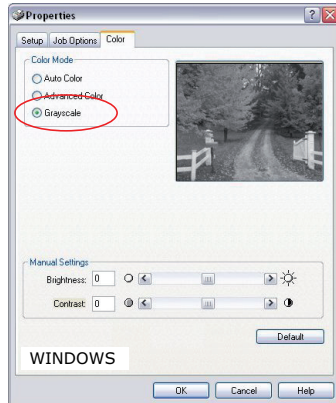 Properties
Setup Job Options Color
Color Mode
Auto Color
Advanced Color
Grayscale
Manual Settings
Brightness: 0
Contrast: 0
Default
WINDOWS
OK Cancel Help